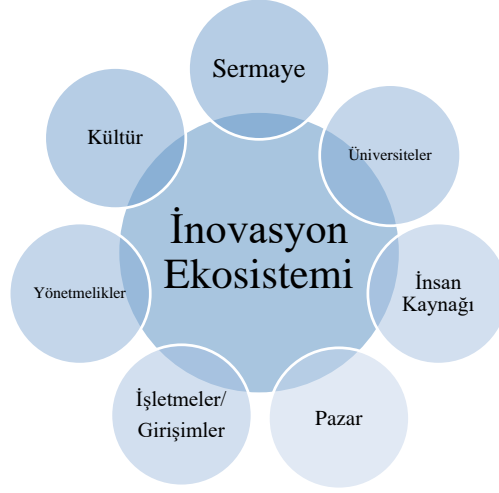 Sermaye
Üniversiteler
İnsan
Kaynağı
Pazar
İşletmeler/
Girişimler
Yönetmelikler
Kültür
İnovasyon
Ekosistemi